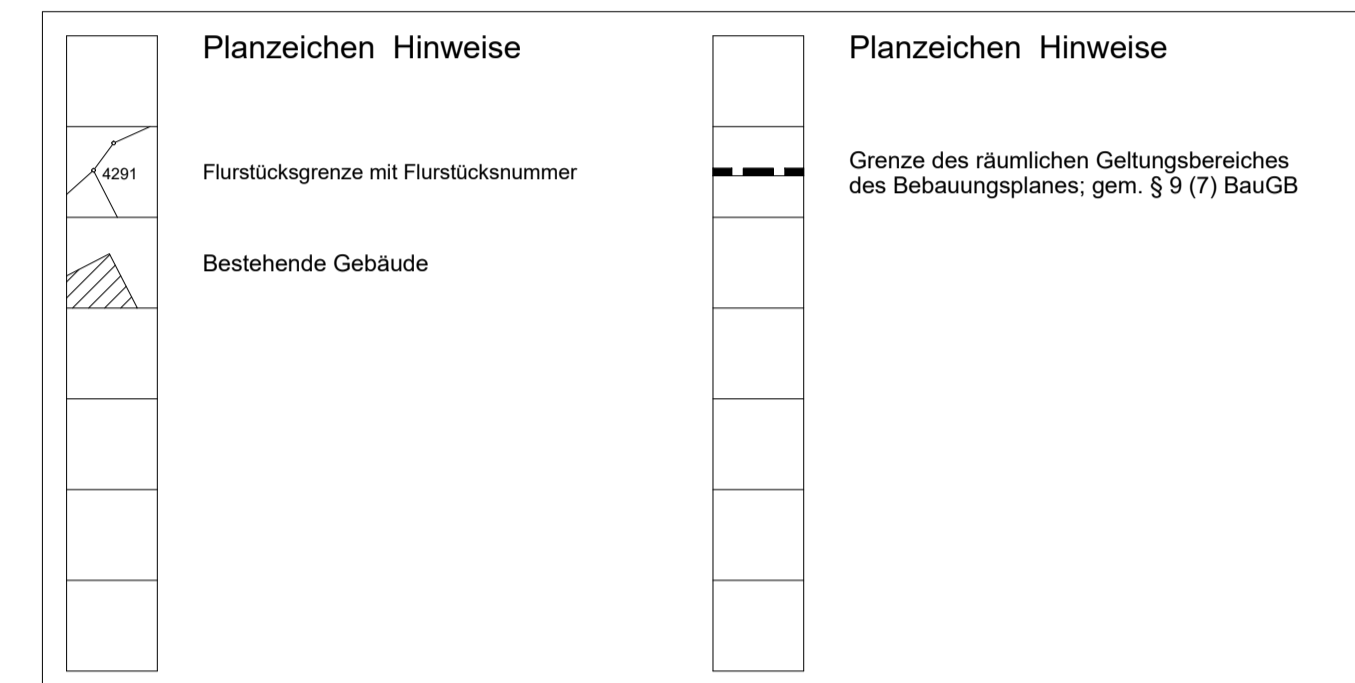 Planzeichen Hinweise
4291
Flurstücksgrenze mit Flurstücksnummer
Bestehende Gebäude
Planzeichen Hinweise
Grenze des räumlichen Geltungsbereiches
des Bebauungsplanes; gem. § 9 (7) BauGB